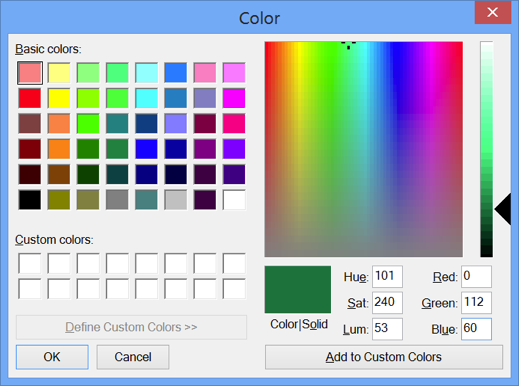 Color
Basic colors:
Custom colors:
Define Custom Colors >>
OK
Cancel
Color|Solid
Hue: 101
Sat: 240
Lum: 53
Red: 0
Green: 112
Blue: 60
Add to Custom Colors